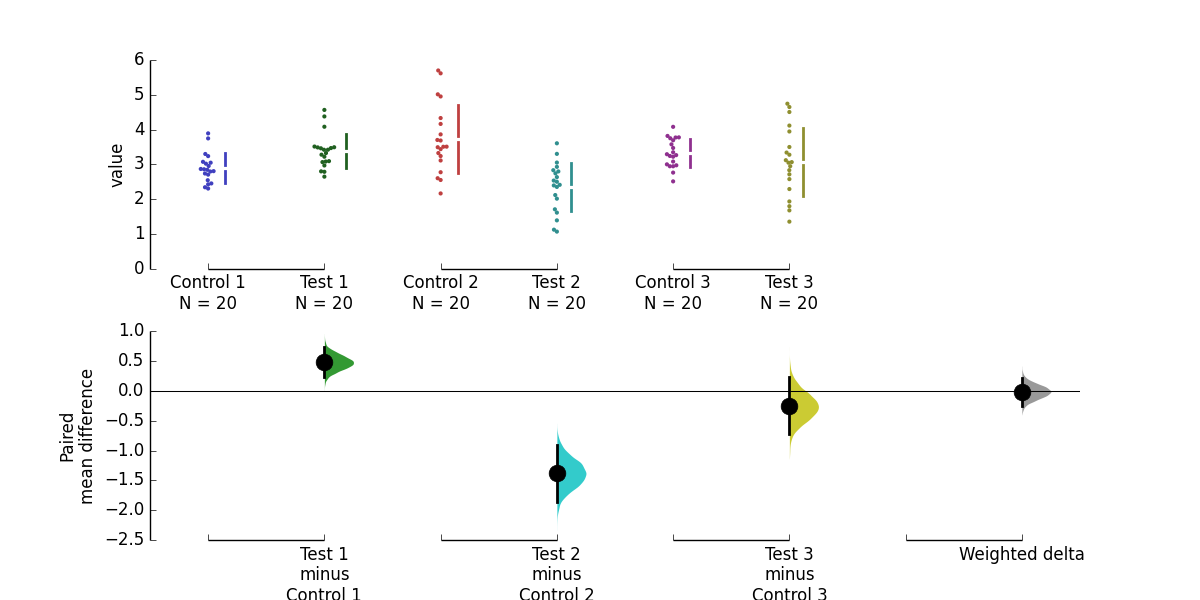 6
5
4
3
2
1
0
value
Control 1
N = 20
Test 1
N = 20
Control 2
N = 20
Test 2
N = 20
Control 3
N = 20
Test 3
N = 20
1.0
0.5
0.0
−0.5
−1.0
−1.5
−2.0
−2.5
Paired
mean difference
Test 1
minus
Control 1
Test 2
minus
Control 2
Test 3
minus
Control 3
Weighted delta